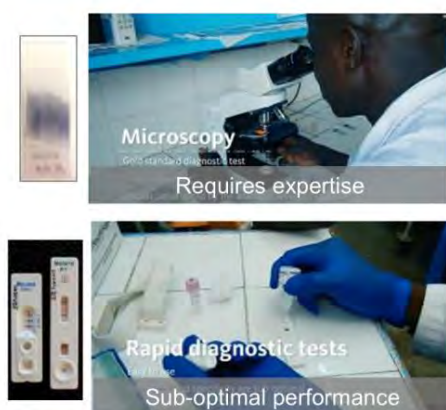 Microscopy
Gold standard diagnostic test
Requires expertise
Rapid diagnostic tests
Sub-optimal performance